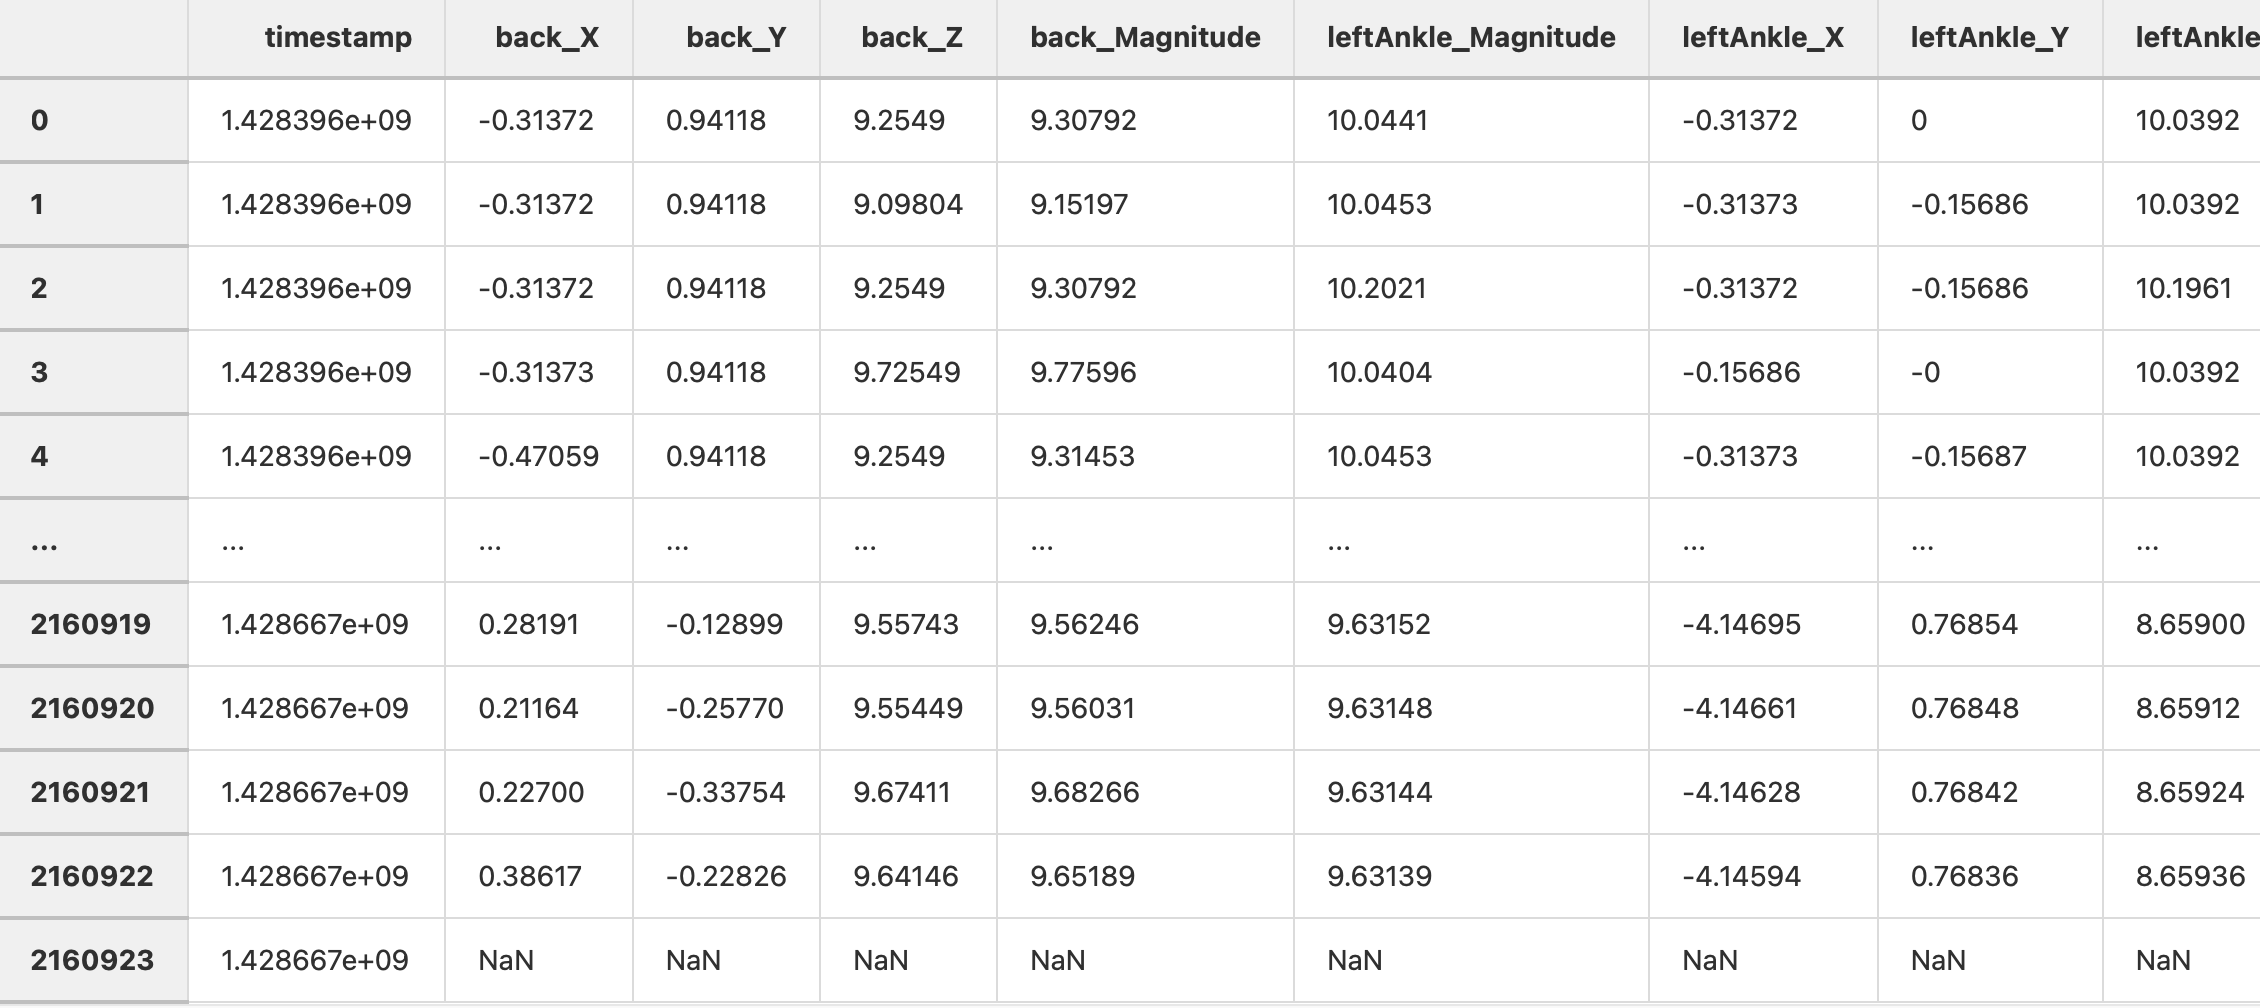 timestamp back_X back_Y back_Z back_Magnitude leftAnkle_Magnitude leftAnkle_X leftAnkle_Y leftAnkle
0 1.428396e+09 -0.31372 0.94118 9.2549 9.30792 10.0441 -0.31372 0 10.0392
1 1.428396e+09 -0.31372 0.94118 9.09804 9.15197 10.0453 -0.31373 -0.15686 10.0392
2 1.428396e+09 -0.31372 0.94118 9.2549 9.30792 10.2021 -0.31372 -0.15686 10.1961
3 1.428396e+09 -0.31373 0.94118 9.72549 9.77596 10.0404 -0.15686 -0 10.0392
4 1.428396e+09 -0.47059 0.94118 9.2549 9.31453 10.0453 -0.31373 -0.15687 10.0392
... ... ... ... ... ... ... ... ... ...
2160919 1.428667e+09 0.28191 -0.12899 9.55743 9.56246 9.63152 -4.14695 0.76854 8.65900
2160920 1.428667e+09 0.21164 -0.25770 9.55449 9.56031 9.63148 -4.14661 0.76848 8.65912
2160921 1.428667e+09 0.22700 -0.33754 9.67411 9.68266 9.63144 -4.14628 0.76842 8.65924
2160922 1.428667e+09 0.38617 -0.22826 9.64146 9.65189 9.63139 -4.14594 0.76836 8.65936
2160923 1.428667e+09 NaN NaN NaN NaN NaN NaN NaN NaN